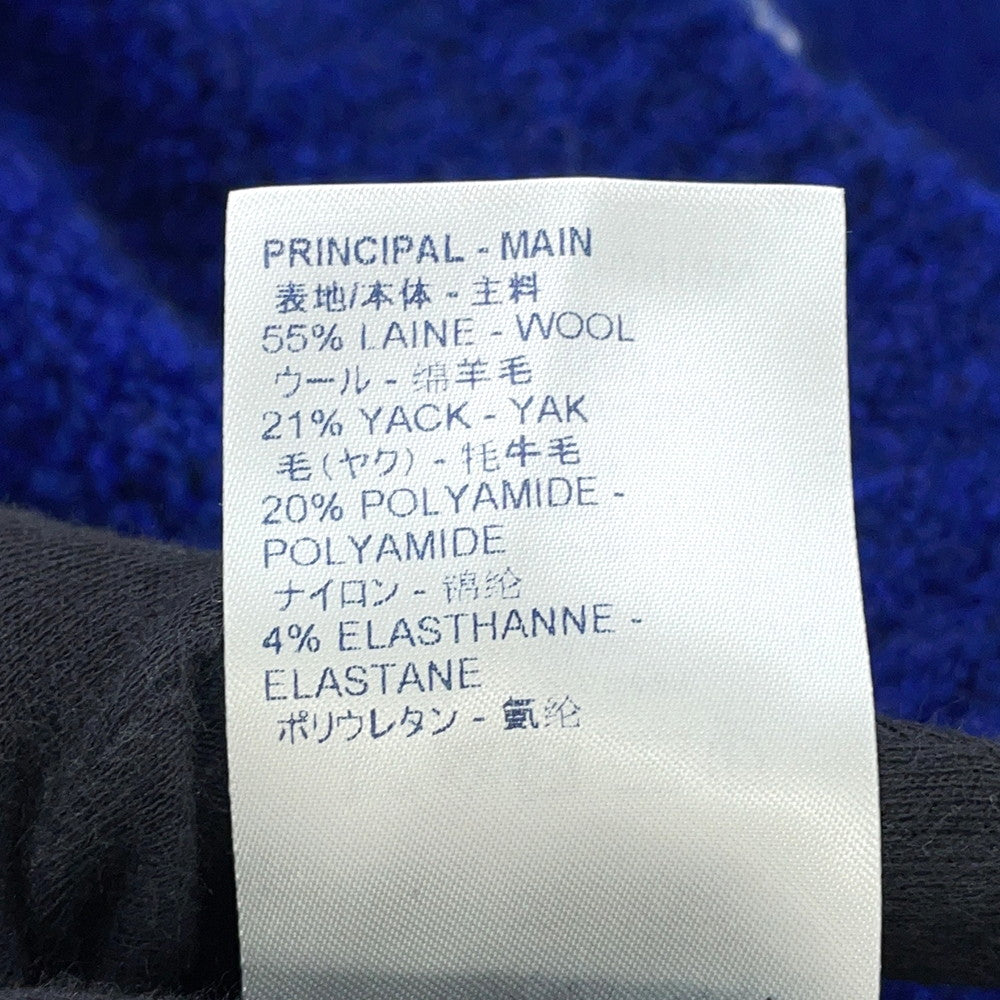 PRINCIPAL - MAIN
表地/本体 - 主料
55% LAINE - WOOL
ウール - 绵羊毛
21% YACK - YAK
毛(ヤク) - 牦牛毛
20% POLYAMIDE -
POLYAMIDE
ナイロン - 锦纶
4% ELASTHANNE -
ELASTANE
ポリウレタン - 氨纶